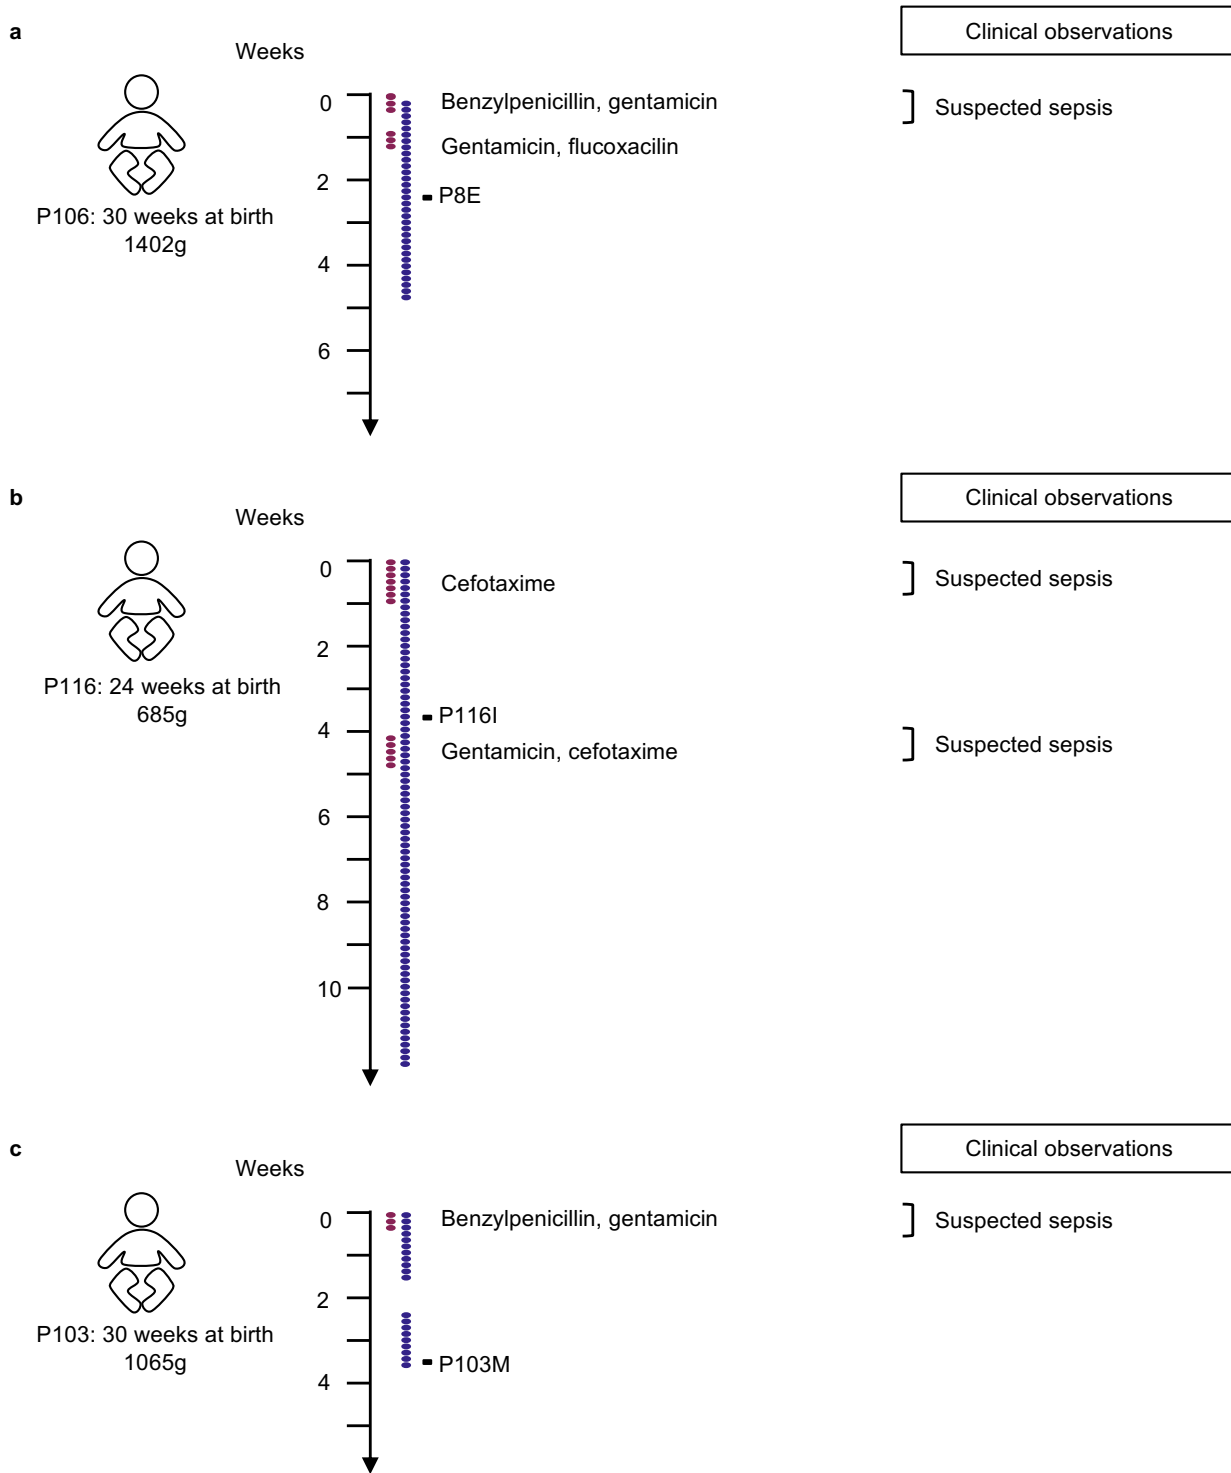 a
Clinical observations
Weeks
0
Benzylpenicillin, gentamicin
Suspected sepsis
Gentamicin, flucoxacilin
2
P8E
P106: 30 weeks at birth
1402g
4
6
b
Clinical observations
Weeks
0
Cefotaxime
Suspected sepsis
2
P116: 24 weeks at birth
685g
P116I
4
Gentamicin, cefotaxime
Suspected sepsis
6
8
10
c
Clinical observations
Weeks
0
Benzylpenicillin, gentamicin
Suspected sepsis
2
P103: 30 weeks at birth
1065g
P103M
4